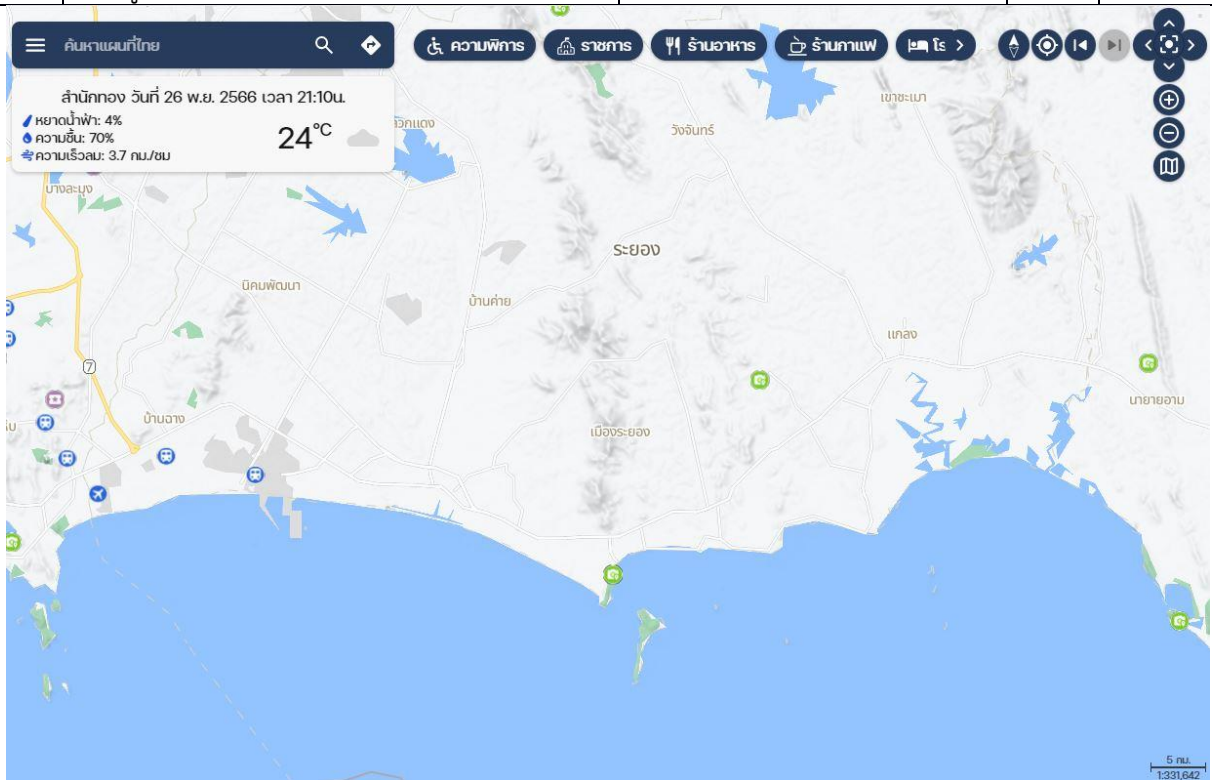 ค้นหาแผนที่ไทย
ความพิการ
ราชการ
ร้านอาหาร
ร้านกาแฟ
โร
สำนักทอง วันที่ 26 พ.ย. 2566 เวลา 21:10น.
หยาดน้ำฟ้า: 4%
ความชื้น: 70%
ความเร็วลม: 3.7 กม./ชม
24°C
วกแดง
วังจันทร์
เขาชะเมา
บางละมุง
ระยอง
นิคมพัฒนา
บ้านค่าย
แกลง
7
นายายอาม
บ้านฉาง
เมืองระยอง
5 กม.
1:331,642